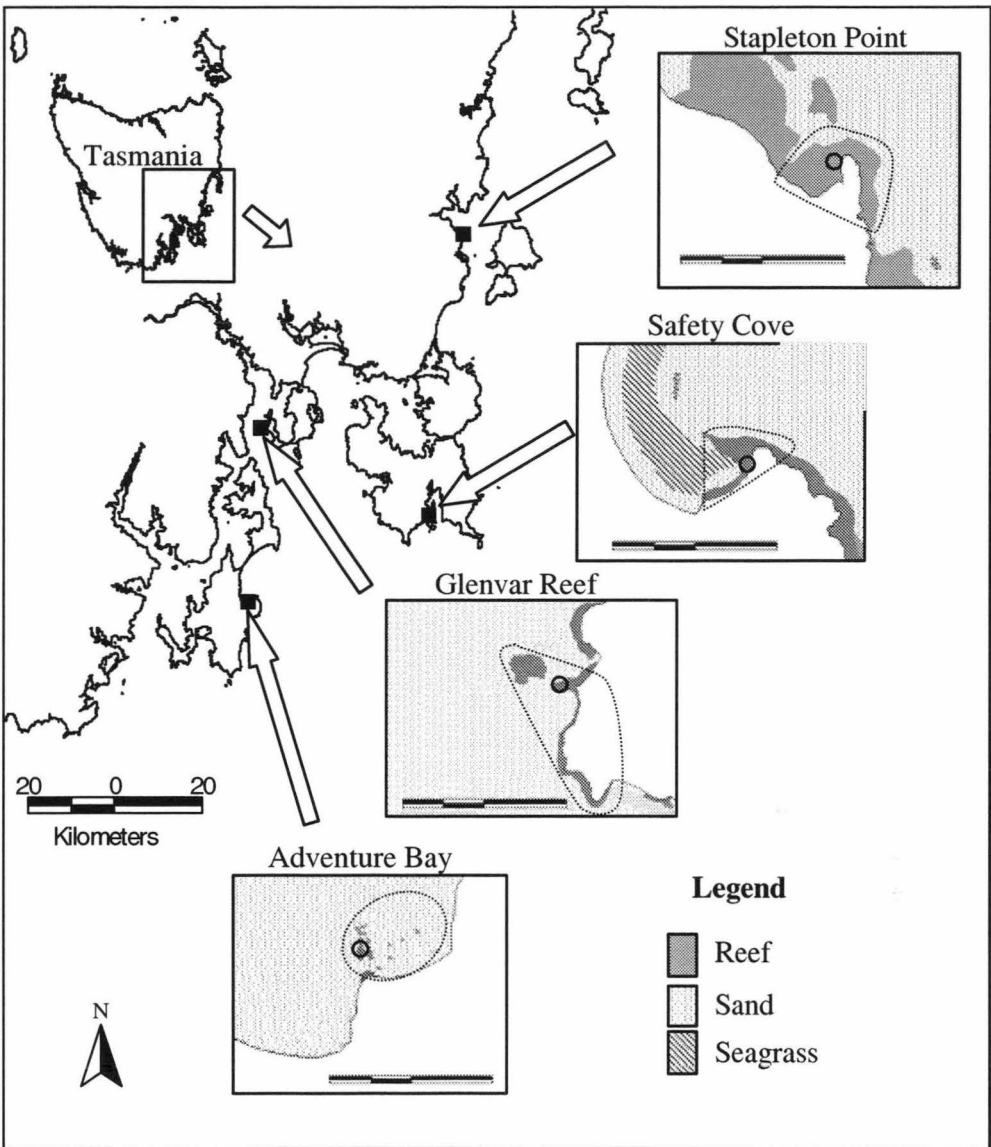 Stapleton Point
Tasmania
Safety Cove
Glenvar Reef
20 0 20
Kilometers
Adventure Bay
Legend
Reef
Sand
Seagrass
N